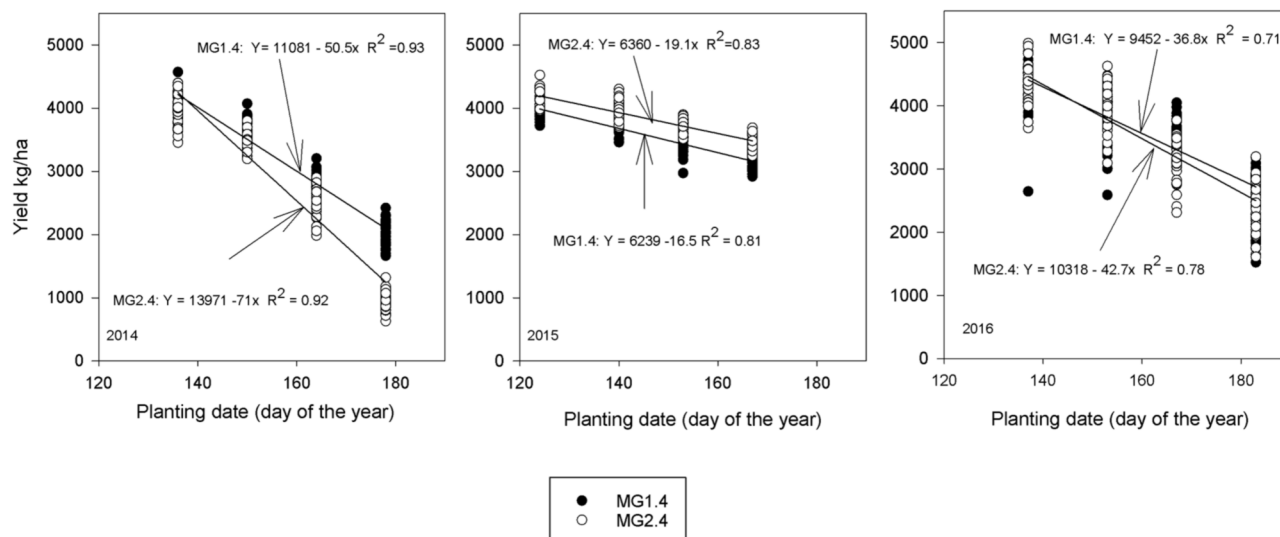 5000
4000
3000
2000
1000
0
Yield kg/ha
MG1.4: Y= 11081 - 50.5x R2 =0.93
MG2.4: Y = 13971 -71x R2 = 0.92
2014
120 140 160 180
Planting date (day of the year)
5000
4000
3000
2000
1000
0
MG2.4: Y= 6360 - 19.1x R2 =0.83
MG1.4: Y = 6239 -16.5 R2 = 0.81
2015
120 140 160 180
Planting date (day of the year)
5000
4000
3000
2000
1000
0
MG1.4: Y= 9452 - 36.8x R2 = 0.71
MG2.4: Y = 10318 - 42.7x R2 = 0.78
2016
120 140 160 180
Planting date (day of the year)
MG1.4
MG2.4